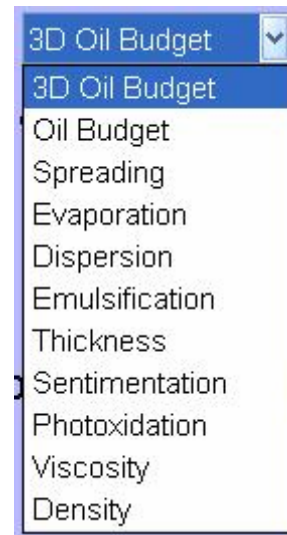 3D Oil Budget
3D Oil Budget
Oil Budget
Spreading
Evaporation
Dispersion
Emulsification
Thickness
Sentimentation
Photoxidation
Viscosity
Density